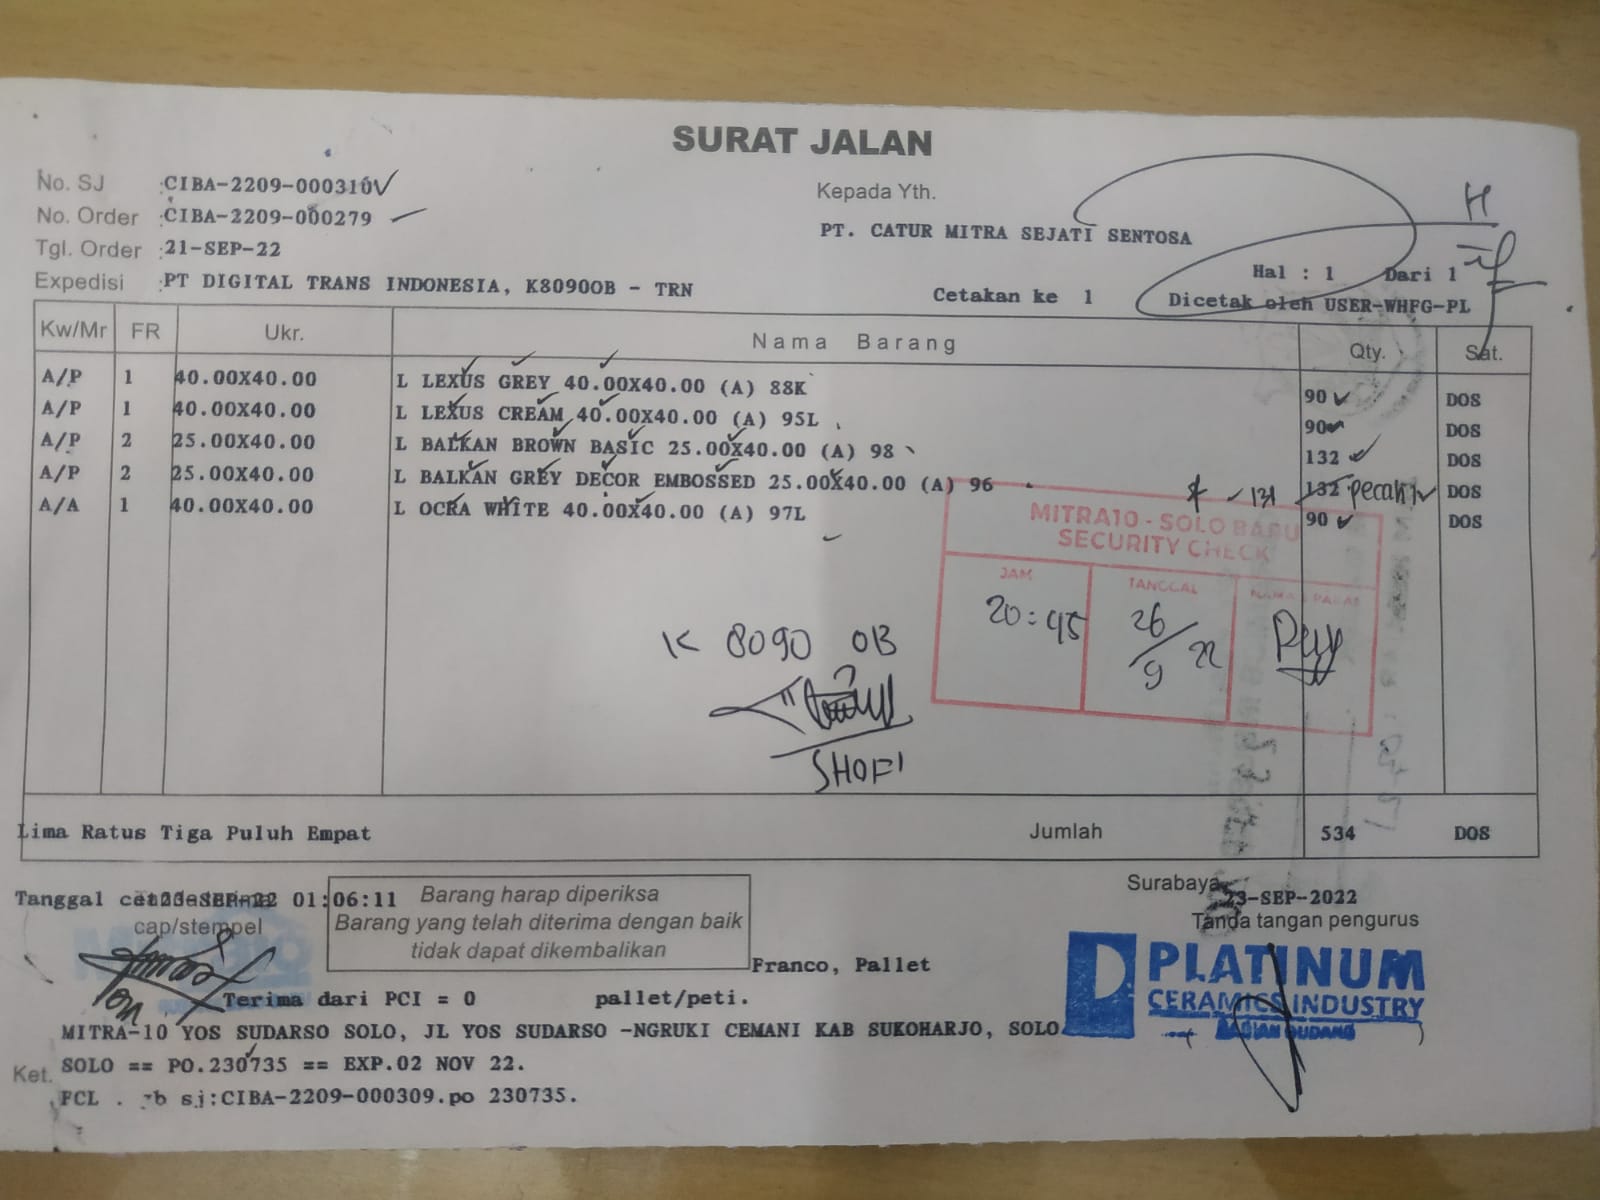 SURAT JALAN
No. SJ :CIBA-2209-000310
No. Order :CIBA-2209-000279
Tgl. Order :21-SEP-22
Expedisi :PT DIGITAL TRANS INDONESIA, K8090OB - TRN
Kepada Yth.
PT. CATUR MITRA SEJATI SENTOSA
Hal : 1 Dari 1
Cetakan ke 1 Dicetak oleh USER-WHFG-PL
Kw/Mr FR Ukr. Nama Barang Qty. Sat.
A/P 1 40.00X40.00 L LEXUS GREY 40.00X40.00 (A) 88K 90 DOS
A/P 1 40.00X40.00 L LEXUS CREAM 40.00X40.00 (A) 95L 90 DOS
A/P 2 25.00X40.00 L BALKAN BROWN BASIC 25.00X40.00 (A) 98 132 DOS
A/P 2 25.00X40.00 L BALKAN GREY DECOR EMBOSSED 25.00X40.00 (A) 96 131 132 pecah 1 DOS
A/A 1 40.00X40.00 L OCRA WHITE 40.00X40.00 (A) 97L 90 DOS
MITRA10 - SOLO BARU
SECURITY CHECK
JAM TANGGAL NAMA & PARAF
20:45 26/9 22
K 8090 OB
SHOFI
Lima Ratus Tiga Puluh Empat Jumlah 534 DOS
Tanggal cetak 23-SEP-22 01:06:11
cap/stempel
Barang harap diperiksa
Barang yang telah diterima dengan baik
tidak dapat dikembalikan
Surabaya, 23-SEP-2022
Tanda tangan pengurus
Franco, Pallet
PLATINUM
CERAMICS INDUSTRY
BAGIAN GUDANG
Terima dari PCI = 0 pallet/peti.
MITRA-10 YOS SUDARSO SOLO, JL YOS SUDARSO -NGRUKI CEMANI KAB SUKOHARJO, SOLO
Ket. SOLO == PO.230735 == EXP.02 NOV 22.
FCL . gb sj:CIBA-2209-000309.po 230735.